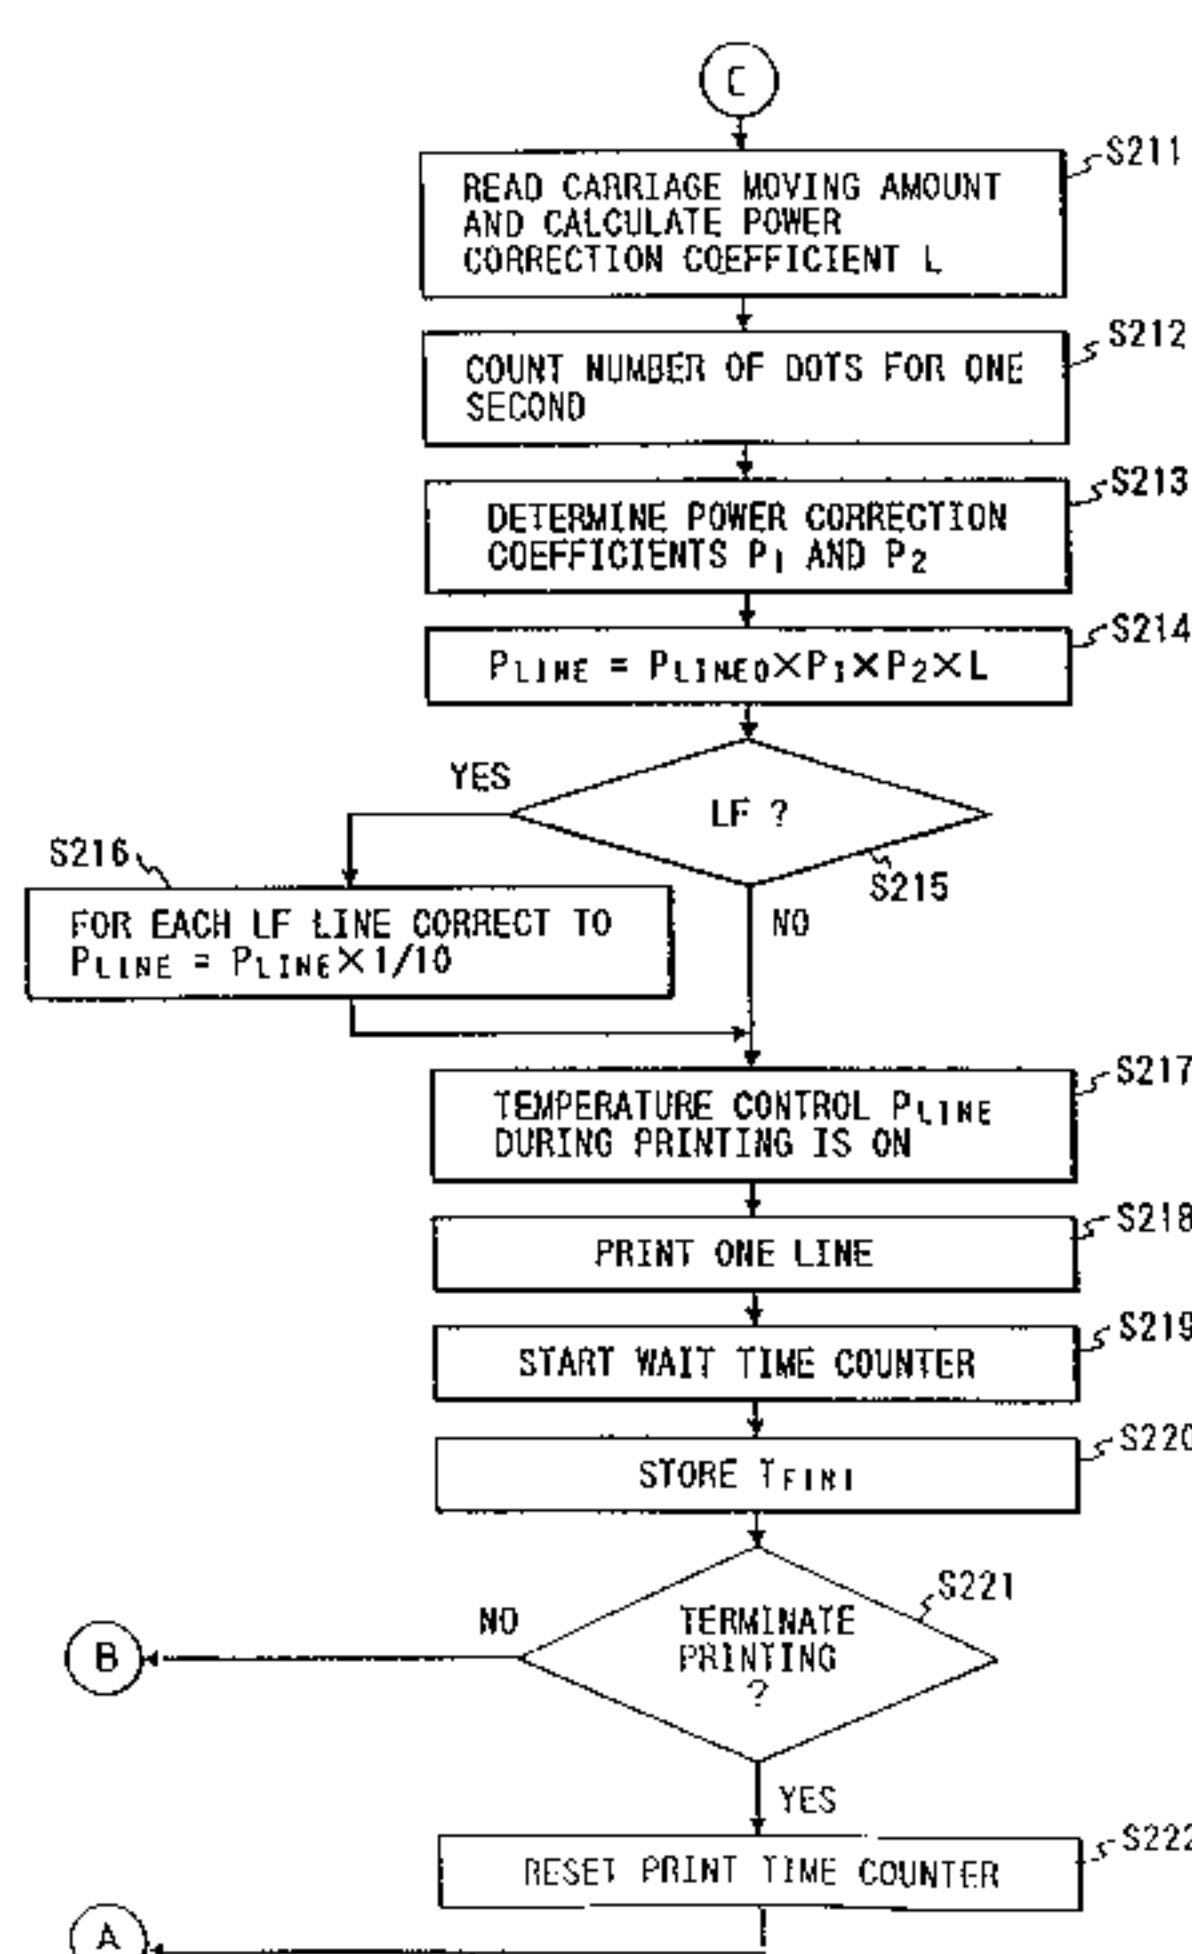 C
S211
READ CARRIAGE MOVING AMOUNT
AND CALCULATE POWER
CORRECTION COEFFICIENT L
S212
COUNT NUMBER OF DOTS FOR ONE
SECOND
S213
DETERMINE POWER CORRECTION
COEFFICIENTS P1 AND P2
S214
PLINE = PLINE0×P1×P2×L
YES
LF ?
S215
NO
S216
FOR EACH LF LINE CORRECT TO
PLINE = PLINE×1/10
S217
TEMPERATURE CONTROL PLINE
DURING PRINTING IS ON
S218
PRINT ONE LINE
S219
START WAIT TIME COUNTER
S220
STORE TFINI
S221
TERMINATE
PRINTING
?
NO
B
YES
S222
RESET PRINT TIME COUNTER
A